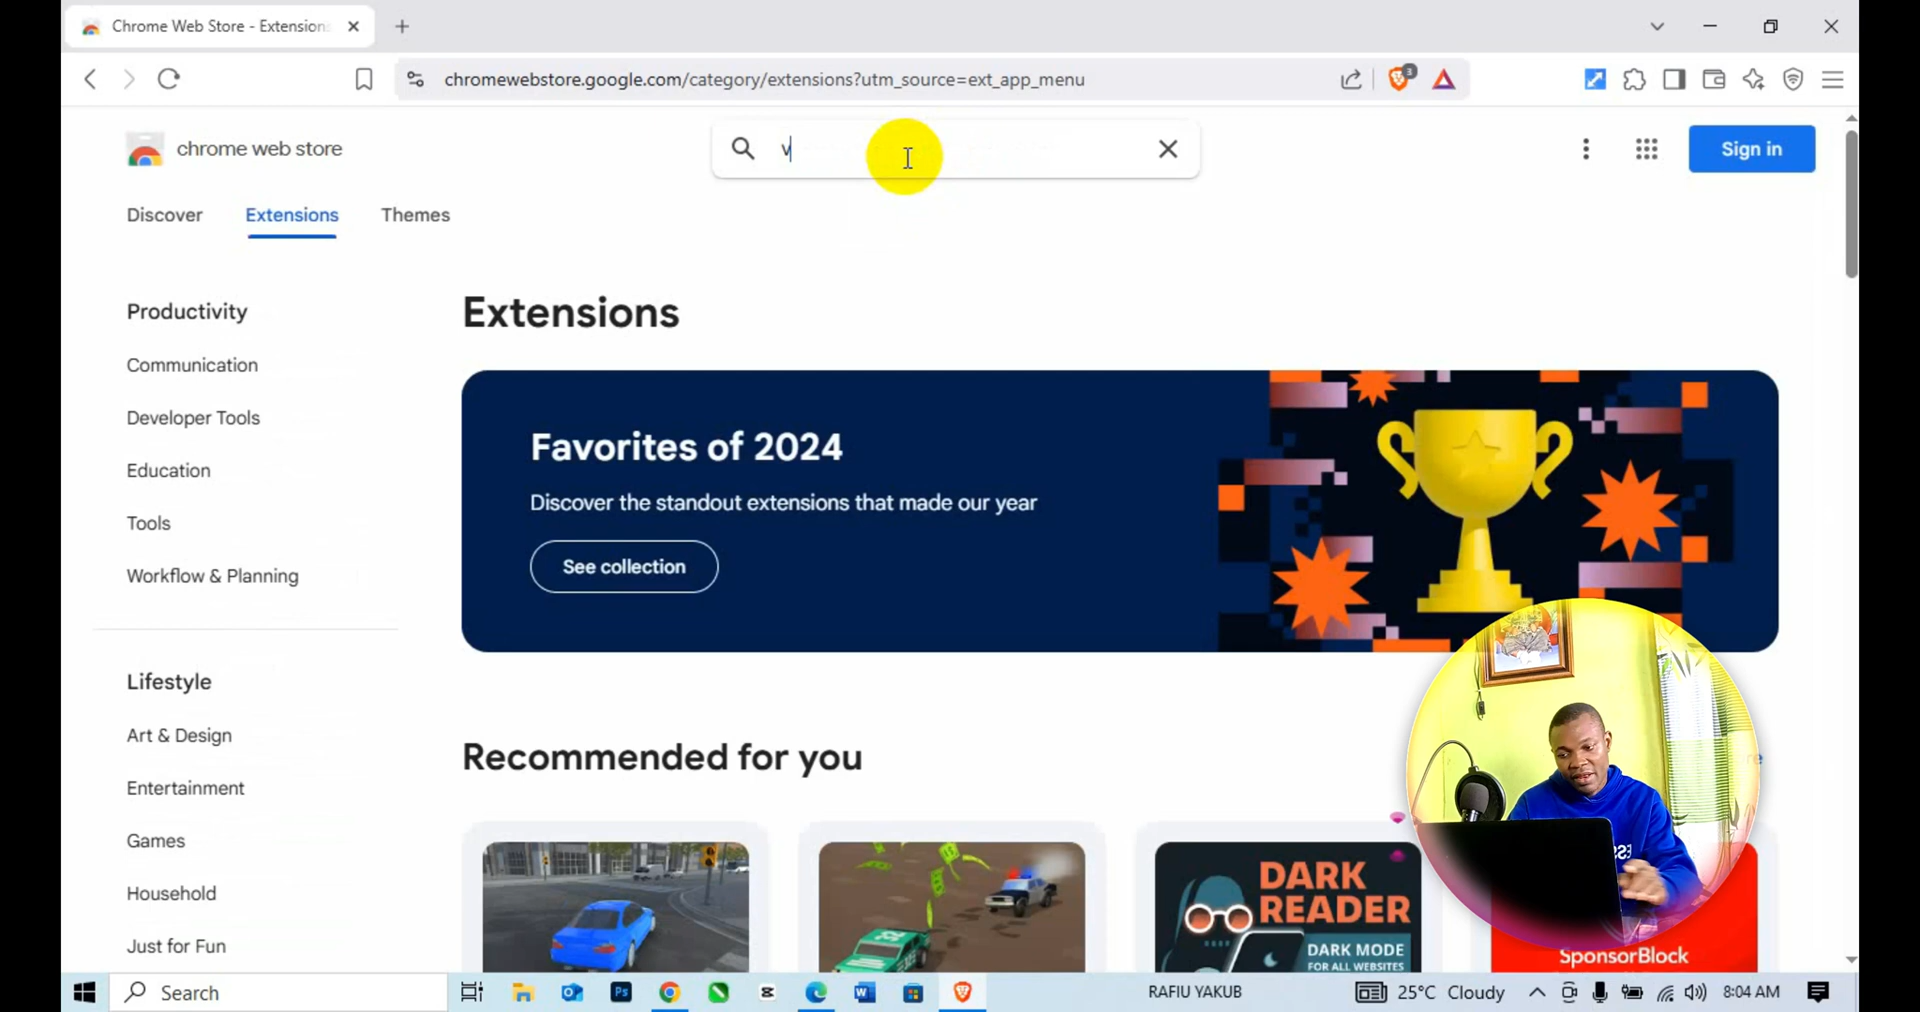 Chrome Web Store - Extension
chromewebstore.google.com/category/extensions?utm_source=ext_app_menu
3
chrome web store
v
Sign in
Discover
Extensions
Themes
Productivity
Communication
Developer Tools
Education
Tools
Workflow & Planning
Lifestyle
Art & Design
Entertainment
Games
Household
Just for Fun
Extensions
Favorites of 2024
Discover the standout extensions that made our year
See collection
Recommended for you
DARK
READER
DARK MODE
FOR ALL WEBSITES
SponsorBlock
Search
Ps
RAFIU YAKUB
25°C Cloudy
8:04 AM